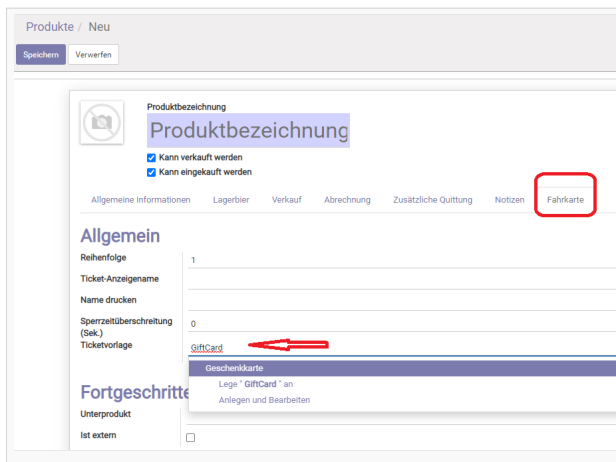 Produkte / Neu
Speichern Verwerfen
Produktbezeichnung
Produktbezeichnung
Kann verkauft werden
Kann eingekauft werden
Allgemeine Informationen Lagerbier Verkauf Abrechnung Zusätzliche Quittung Notizen Fahrkarte
Allgemein
Reihenfolge 1
Ticket-Anzeigename
Name drucken
Sperrzeitüberschreitung 0
(Sek.)
Ticketvorlage GiftCard
Geschenkkarte
Lege " GiftCard " an
Anlegen und Bearbeiten
Fortgeschritte
Unterprodukt
Ist extern